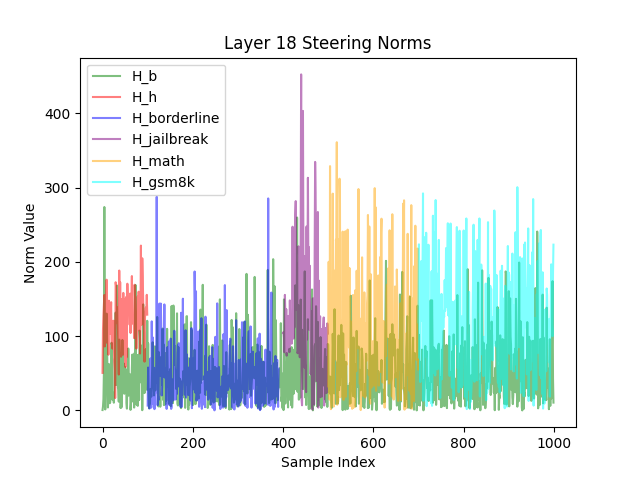 Layer 18 Steering Norms
H_b
H_h
H_borderline
H_jailbreak
H_math
H_gsm8k
400
300
200
100
0
Norm Value
0
200
400
600
800
1000
Sample Index